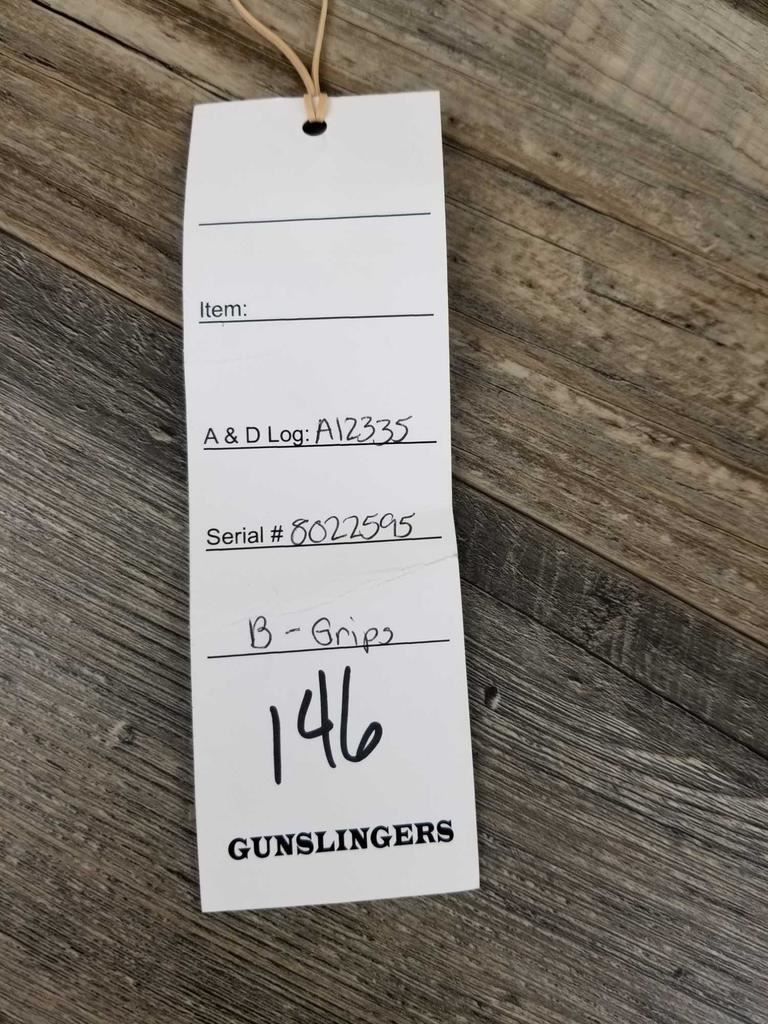 Item:
A & D Log: A12335
Serial # 8022595
B - Grips
146
GUNSLINGERS